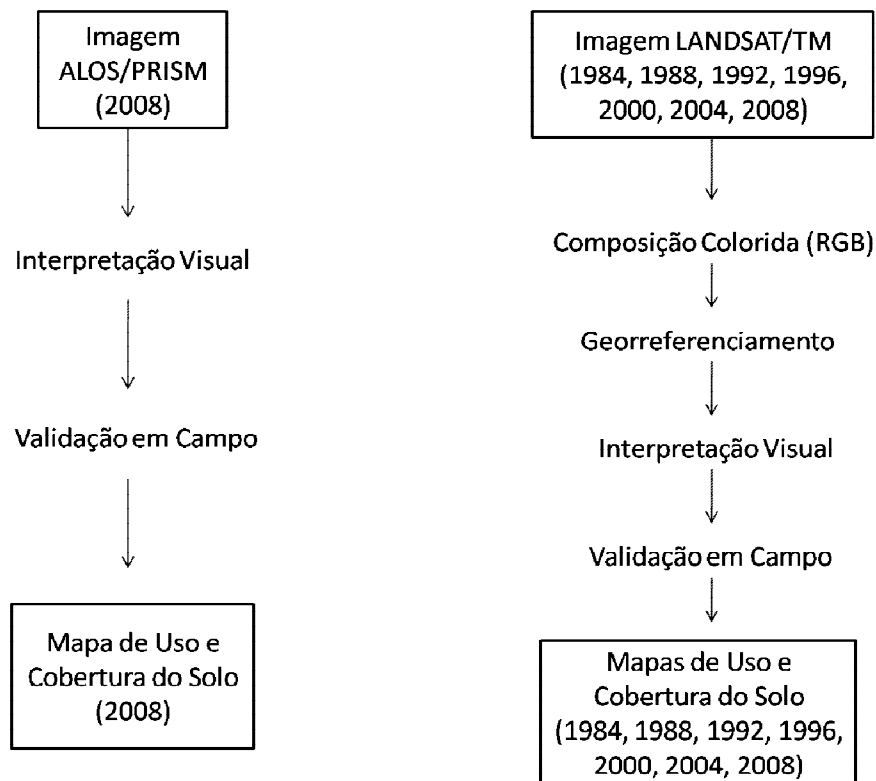 Imagem
ALOS/PRISM
(2008)
Interpretação Visual
Validação em Campo
Mapa de Uso e
Cobertura do Solo
(2008)
Imagem LANDSAT/TM
(1984, 1988, 1992, 1996,
2000, 2004, 2008)
Composição Colorida (RGB)
Georreferenciamento
Interpretação Visual
Validação em Campo
Mapas de Uso e
Cobertura do Solo
(1984, 1988, 1992, 1996,
2000, 2004, 2008)